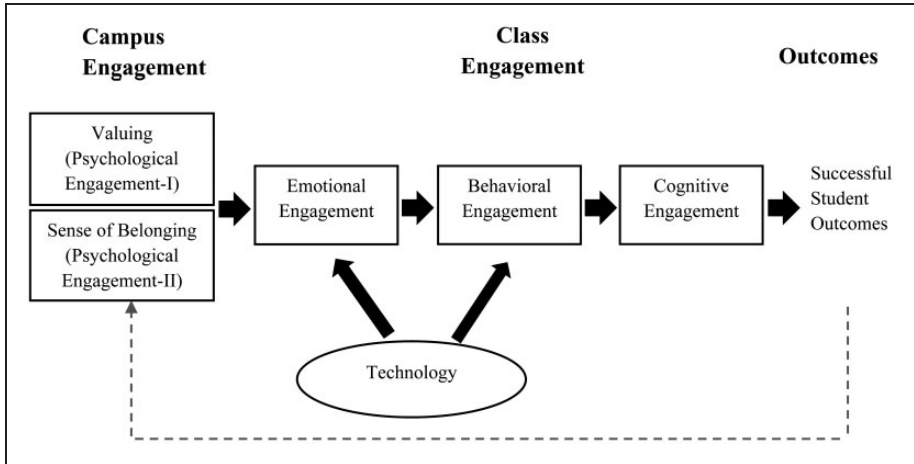 Campus
Engagement
Class
Engagement
Outcomes
Valuing
(Psychological
Engagement-I)
Sense of Belonging
(Psychological
Engagement-II)
Emotional
Engagement
Behavioral
Engagement
Cognitive
Engagement
Successful
Student
Outcomes
Technology